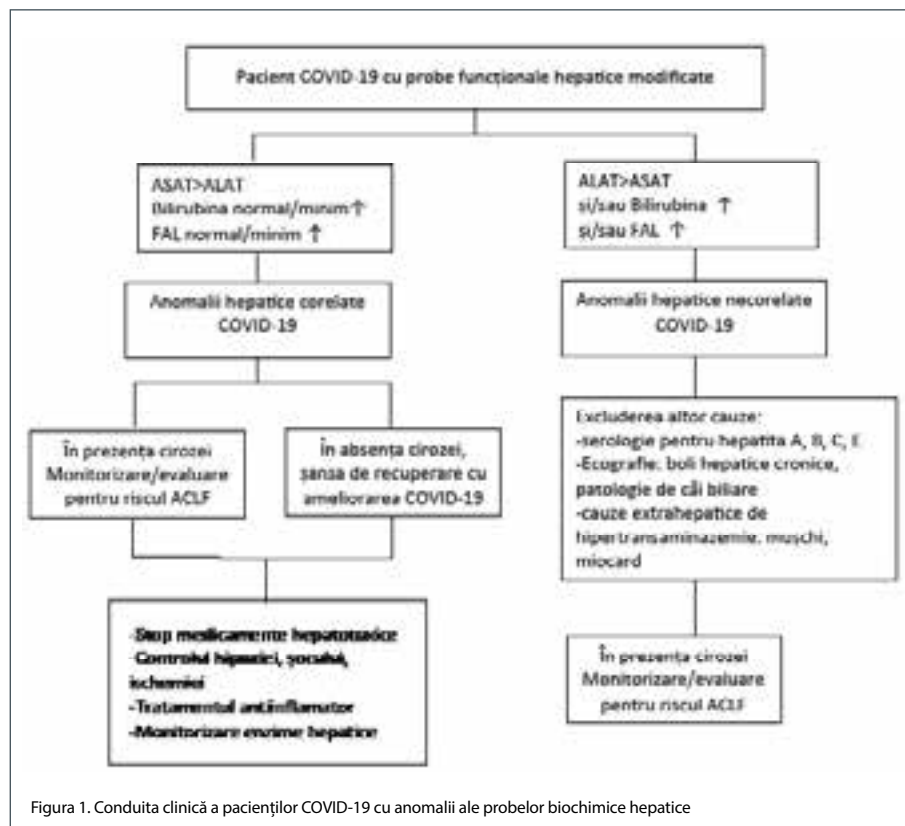 Pacient COVID-19 cu probe funcționale hepatice modificate
ASAT>ALAT
Bilirubina normal/minim↑
FAL normal/minim ↑
ALAT>ASAT
și/sau Bilirubina ↑
și/sau FAL ↑
Anomalii hepatice corelate
COVID-19
Anomalii hepatice necorelate
COVID-19
În prezența cirozei
Monitorizare/evaluare
pentru riscul ACLF
În absența cirozei,
șansa de recuperare cu
ameliorarea COVID-19
Excluderea altor cauze:
-serologie pentru hepatita A, B, C, E
-Ecografie: boli hepatice cronice,
patologie de căi biliare
-cauze extrahepatice de
hipertransaminazemie: mușchi,
miocard
-Stop medicamente hepatotoxice
-Controlul hipoxiei, șocului,
ischemiei
-Tratamentul antiinflamator
-Monitorizare enzime hepatice
În prezența cirozei
Monitorizare/evaluare
pentru riscul ACLF
Figura 1. Conduita clinică a pacienților COVID-19 cu anomalii ale probelor biochimice hepatice